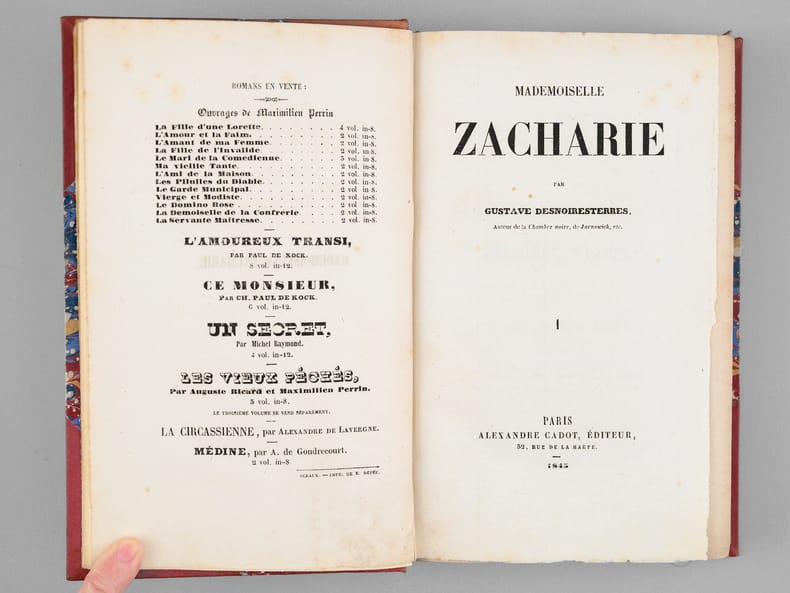 ROMANS EN VENTE :
Ouvrages de Maximilien Perrin
La Fille d'une Lorette. . . . . . . . 4 vol. in-8.
L'Amour et la Faim. . . . . . . . . 2 vol. in-8.
L'Amant de ma Femme. . . . . . . 2 vol. in-8.
La Fille de l'Invalide. . . . . . . . 2 vol. in-8.
Le Mari de la Comédienne. . . . . . 5 vol. in-8.
Ma vieille Tante. . . . . . . . . . 2 vol. in-8.
L'Ami de la Maison. . . . . . . . . 2 vol. in-8.
Les Pilules du Diable. . . . . . . . 2 vol. in-8.
Le Garde Municipal. . . . . . . . . 2 vol in-8.
Vierge et Modiste. . . . . . . . . 2 vol. in-8.
Le Domino Rose . . . . . . . . . 2 vol. in-8.
La Demoiselle de la Confrérie. . . . . 2 vol. in-8.
La Servante Maîtresse. . . . . . . . 2 vol. in-8.
L'AMOUREUX TRANSI,
PAR PAUL DE KOCK.
8 vol. in-12.
CE MONSIEUR,
PAR CH. PAUL DE KOCK.
6 vol. in-12.
UN SECRET,
Par Michel Raymond.
4 vol. in-12.
LES VIEUX PÉCHÉS,
Par Auguste Ricard et Maximilien Perrin.
5 vol. in-8.
LE TROISIÈME VOLUME SE VEND SÉPARÉMENT.
LA CIRCASSIENNE, par ALEXANDRE DE LAVERGNE.
MÉDINE, par A. de Gondrecourt.
2 vol. in-8
SCEAUX. — IMPR. DE E. DÉPÉE.
MADEMOISELLE
ZACHARIE
PAR
GUSTAVE DESNOIRESTERRES,
Auteur de la Chambre noire, de Jarnowick, etc.
I
PARIS
ALEXANDRE CADOT, ÉDITEUR,
32, RUE DE LA HARPE.
1845